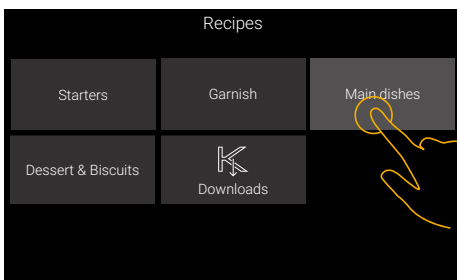 Recipes
Starters
Garnish
Main dishes
Dessert & Biscuits
Downloads